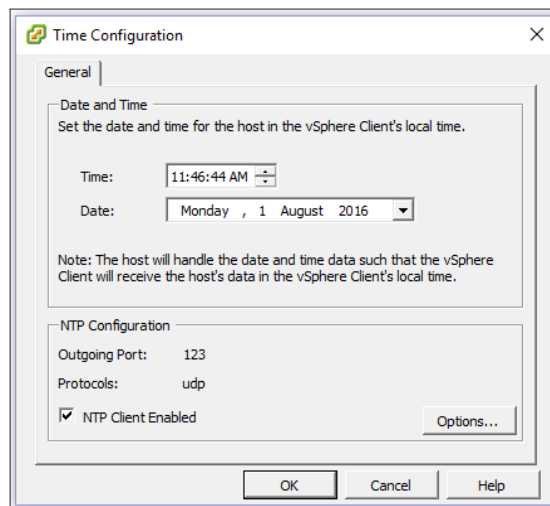 Time Configuration
General
Date and Time
Set the date and time for the host in the vSphere Client's local time.
Time: 11:46:44 AM
Date: Monday , 1 August 2016
Note: The host will handle the date and time data such that the vSphere
Client will receive the host's data in the vSphere Client's local time.
NTP Configuration
Outgoing Port: 123
Protocols: udp
NTP Client Enabled
Options...
OK Cancel Help